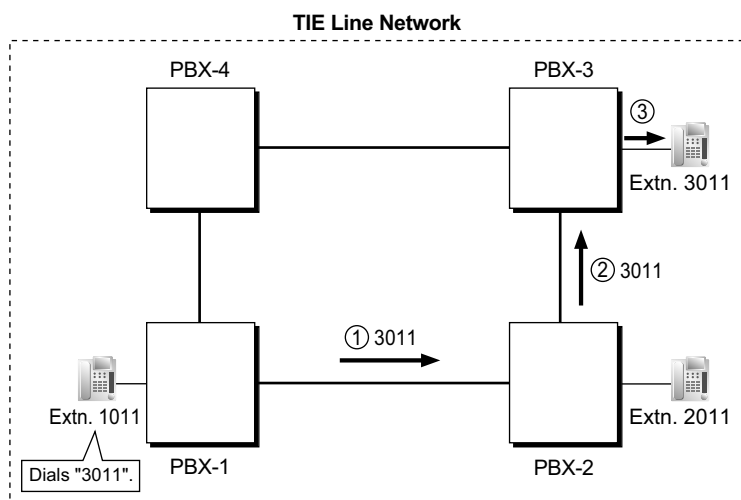 TIE Line Network
PBX-4
PBX-3
③
Extn. 3011
② 3011
① 3011
Extn. 1011
Extn. 2011
Dials "3011".
PBX-1
PBX-2